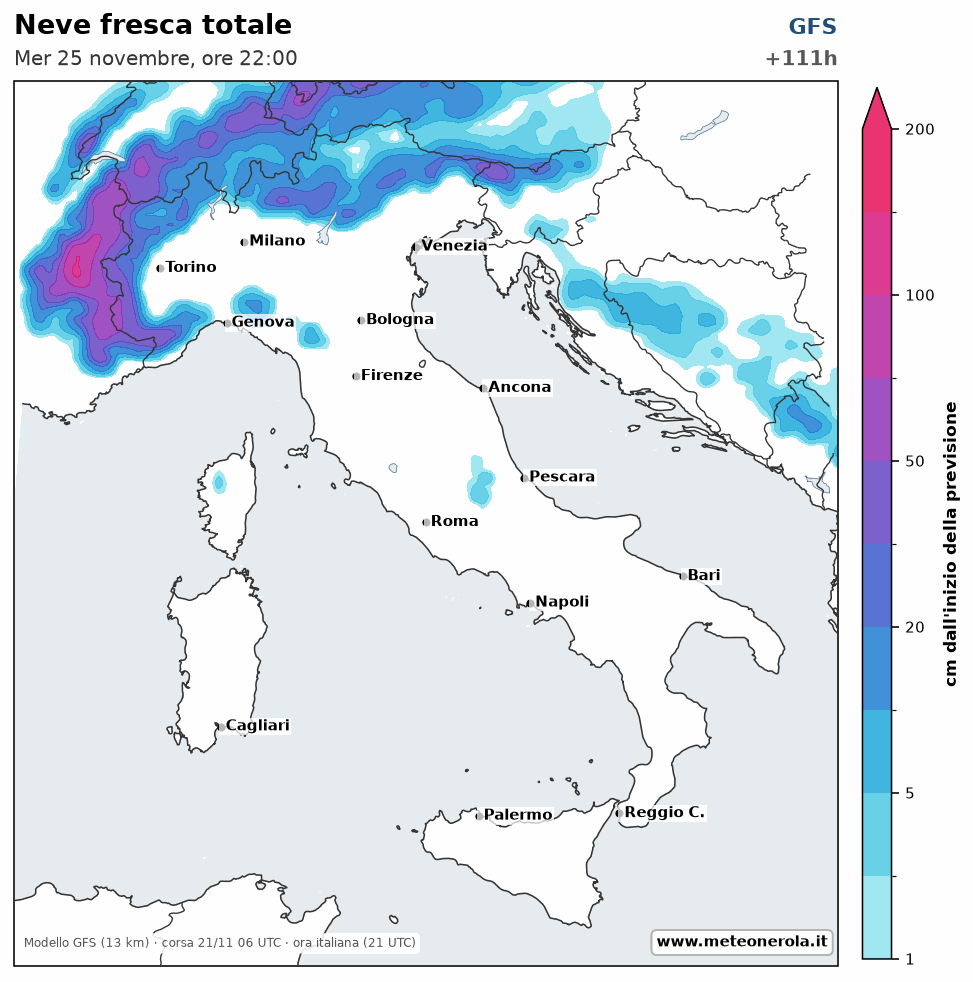 Neve fresca totale
GFS
Mer 25 novembre, ore 22:00
+111h
Milano
Torino
Venezia
Genova
Bologna
Firenze
Ancona
Pescara
Roma
Bari
Napoli
Cagliari
Palermo
Reggio C.
200
100
50
20
5
1
cm dall'inizio della previsione
Modello GFS (13 km) · corsa 21/11 06 UTC · ora italiana (21 UTC)
www.meteonerola.it